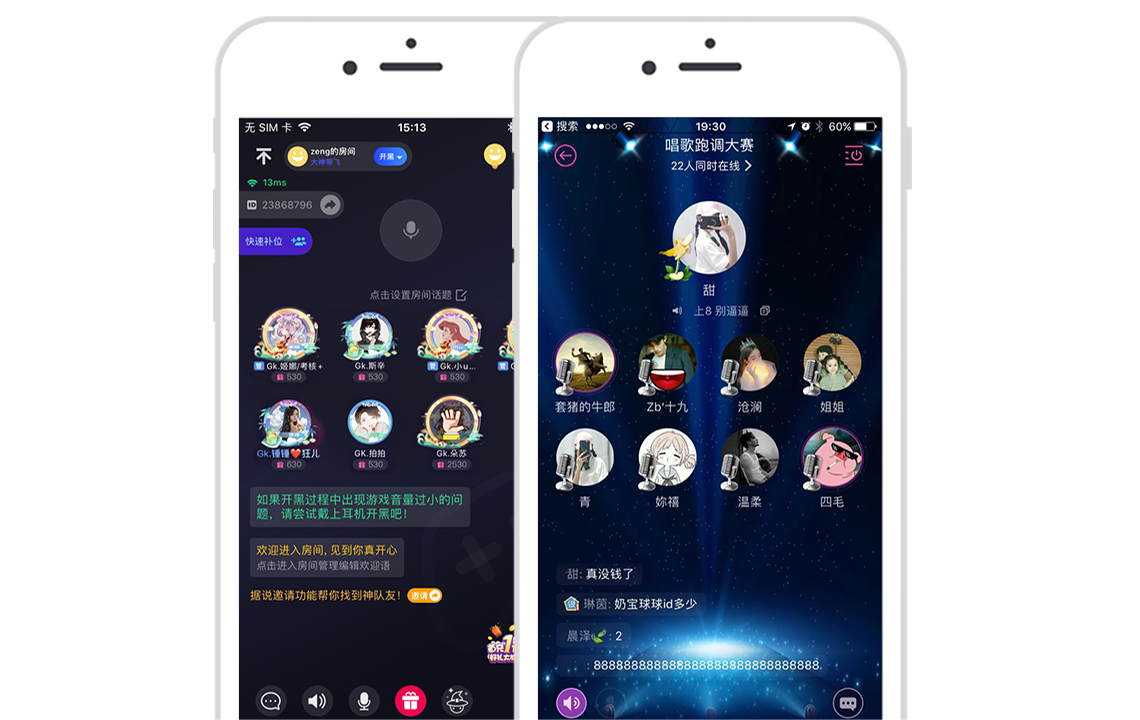 无 SIM 卡
15:13
zeng的房间
大神带飞
开黑
13ms
ID 23868796
快速补位
点击设置房间话题
管 Gk.姬娜/考核+
530
Gk.斯辛
530
管 Gk.小u...
530
管
Gk.锤锤❤️狂儿
630
GK.拍拍
530
Gk.朵苏
2530
如果开黑过程中出现游戏音量过小的问
题，请尝试戴上耳机开黑吧！
欢迎进入房间, 见到你真开心
点击进入房间管理编辑欢迎语
据说邀请功能帮你找到神队友！ 邀请
搜索
19:30
60%
唱歌跑调大赛
22人同时在线
甜
上8 别逼逼
套猪的牛郎
Zb'十九
沧澜
姐姐
青
妳禧
温柔
四毛
甜: 真没钱了
琳茵: 奶宝球球id多少
晨泽🌿: 2
: 8888888888888888888888888888.